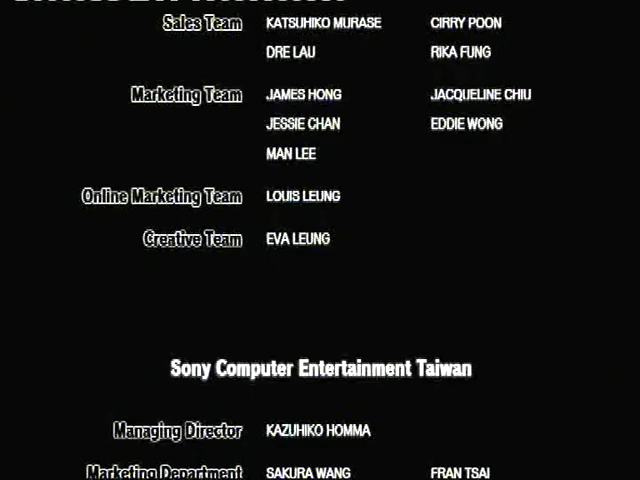 Sales Team KATSUHIKO MURASE CIRRY POON
DRE LAU RIKA FUNG
Marketing Team JAMES HONG JACQUELINE CHIU
JESSIE CHAN EDDIE WONG
MAN LEE
Online Marketing Team LOUIS LEUNG
Creative Team EVA LEUNG
Sony Computer Entertainment Taiwan
Managing Director KAZUHIKO HOMMA
Marketing Department SAKURA WANG FRAN TSAI